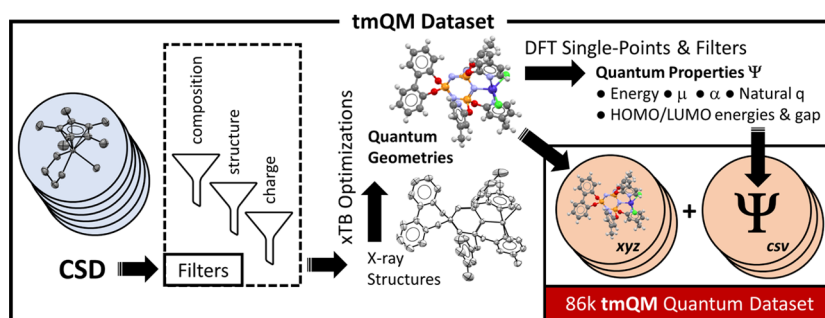 tmQM Dataset
CSD
composition
structure
charge
Filters
xTB Optimizations
X-ray
Structures
Quantum
Geometries
DFT Single-Points & Filters
Quantum Properties Ψ
● Energy ● μ ● α ● Natural q
● HOMO/LUMO energies & gap
xyz
+
Ψ
csv
86k tmQM Quantum Dataset